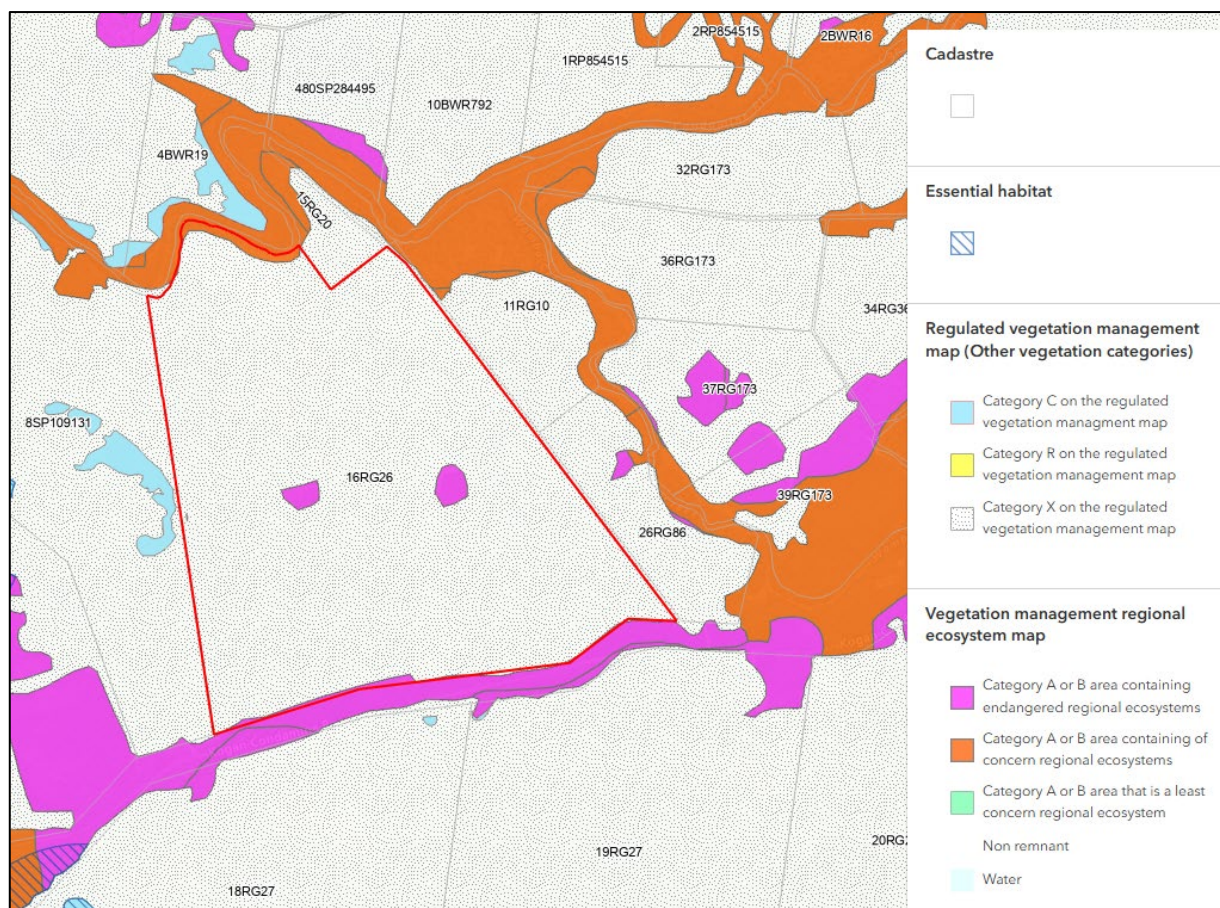 2RP854515
2BWR16
1RP854515
480SP284495
10BWR792
4BWR19
32RG173
15RG20
36RG173
11RG10
34RG36
37RG173
8SP109131
16RG26
39RG173
26RG86
19RG27
18RG27
Cadastre
Essential habitat
Regulated vegetation management
map (Other vegetation categories)
Category C on the regulated
vegetation managment map
Category R on the regulated
vegetation management map
Category X on the regulated
vegetation management map
Vegetation management regional
ecosystem map
Category A or B area containing
endangered regional ecosystems
Category A or B area containing of
concern regional ecosystems
Category A or B area that is a least
concern regional ecosystem
Non remnant
Water